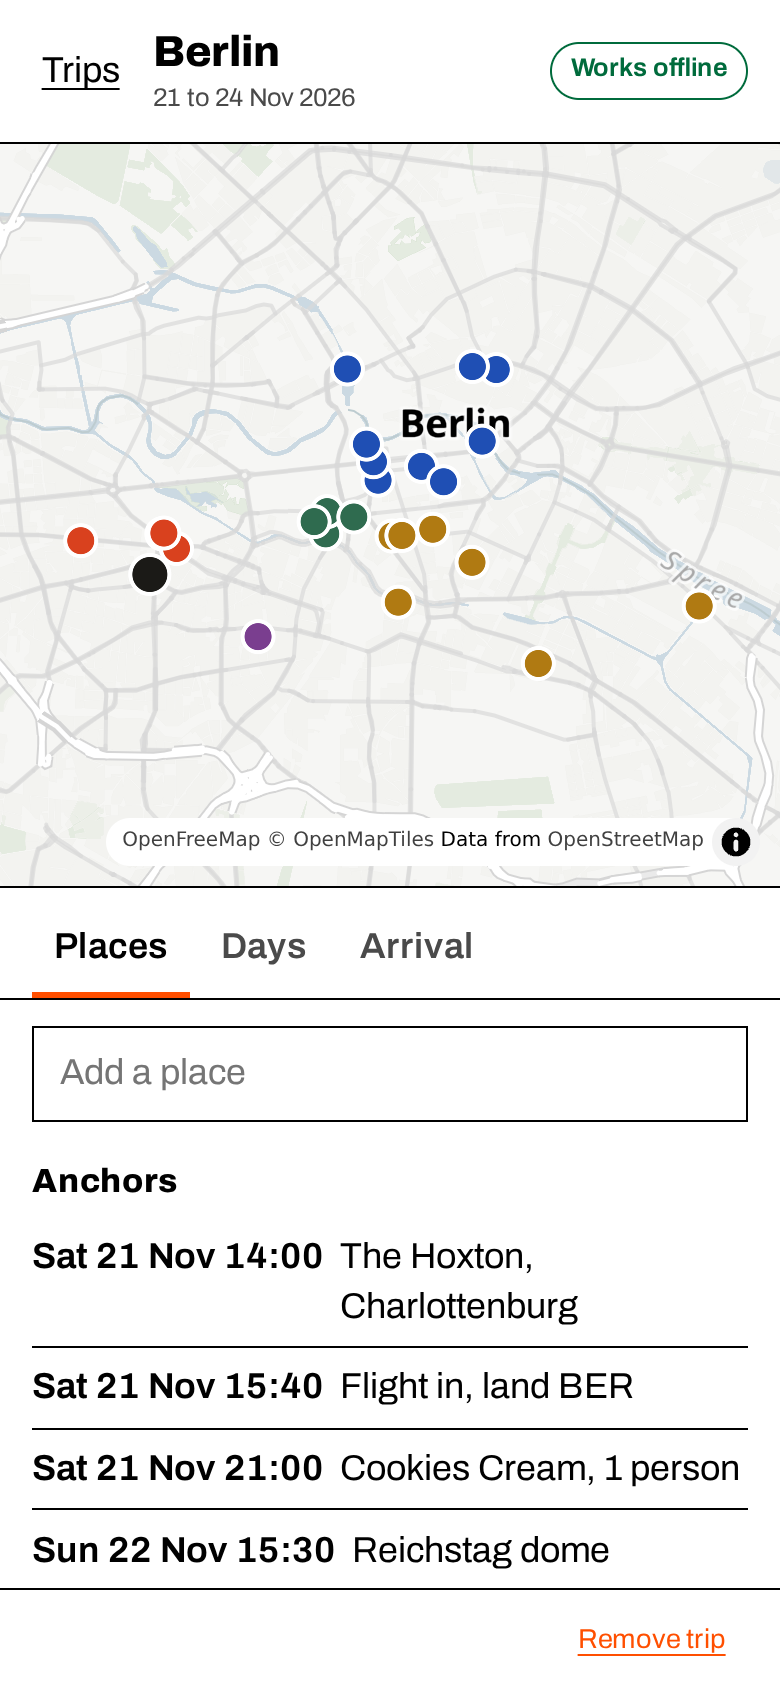 Trips
Berlin
21 to 24 Nov 2026
Works offline
Berlin
Spree
OpenFreeMap © OpenMapTiles Data from OpenStreetMap
Places
Days
Arrival
Add a place
Anchors
Sat 21 Nov 14:00 The Hoxton,
Charlottenburg
Sat 21 Nov 15:40 Flight in, land BER
Sat 21 Nov 21:00 Cookies Cream, 1 person
Sun 22 Nov 15:30 Reichstag dome
Remove trip